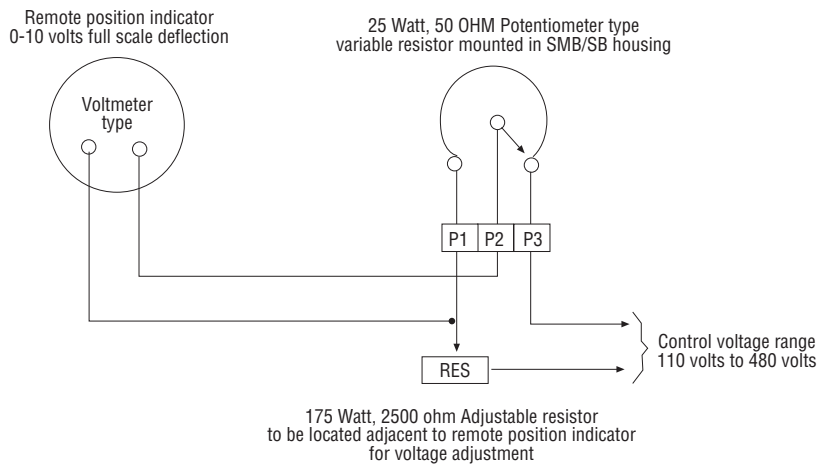 Remote position indicator
0-10 volts full scale deflection
25 Watt, 50 OHM Potentiometer type
variable resistor mounted in SMB/SB housing
Voltmeter
type
P1 P2 P3
Control voltage range
110 volts to 480 volts
RES
175 Watt, 2500 ohm Adjustable resistor
to be located adjacent to remote position indicator
for voltage adjustment